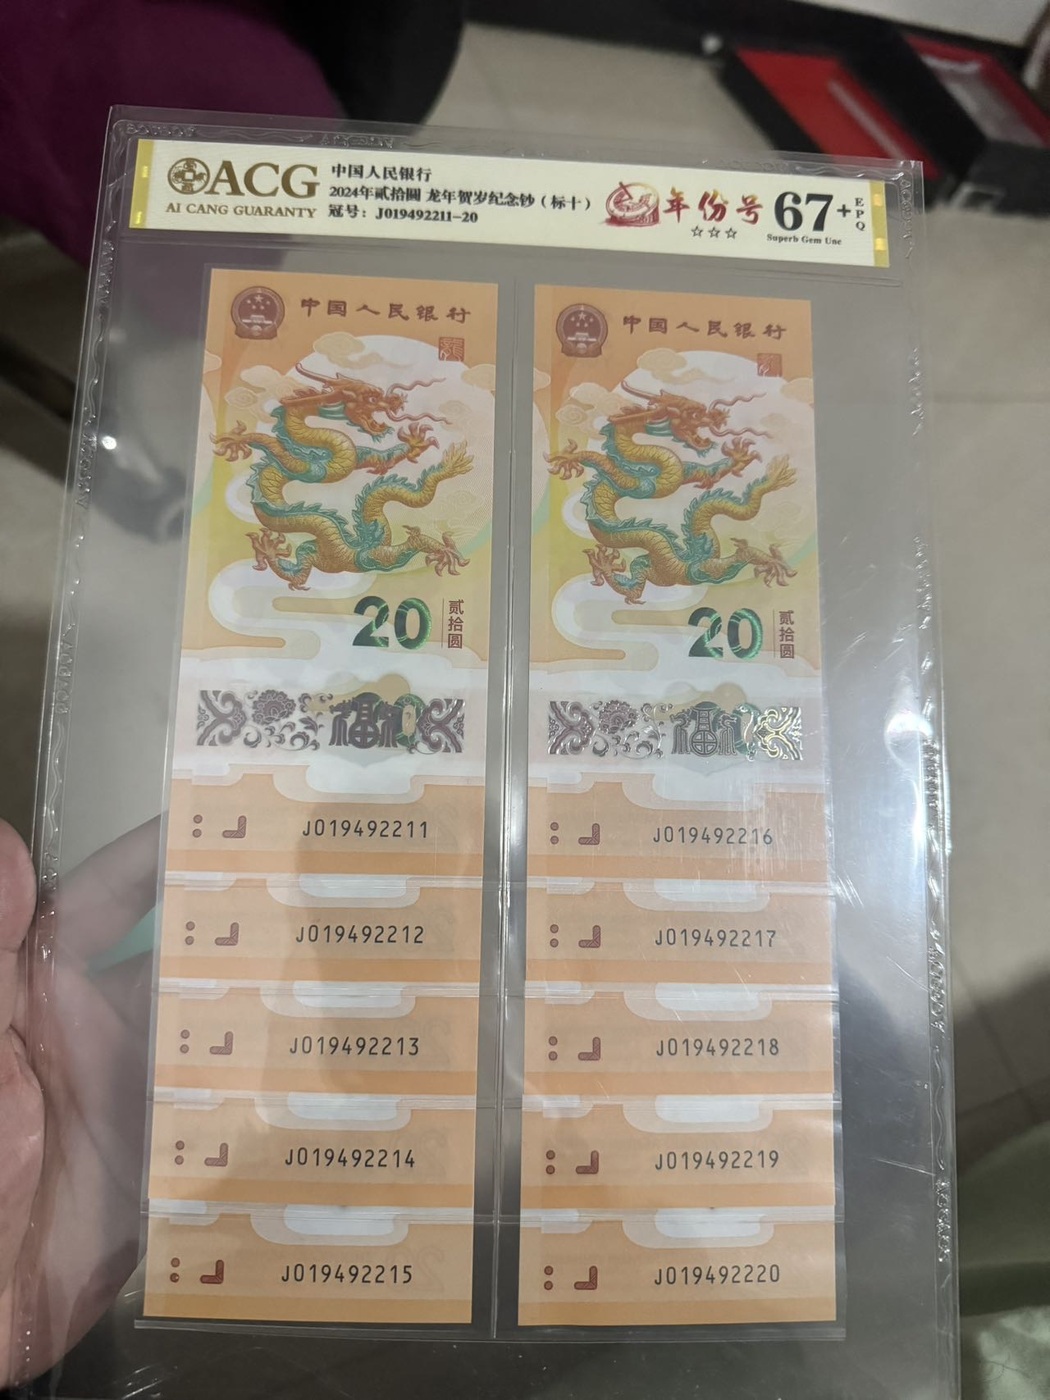 ACG
AI CANG GUARANTY
中国人民银行
2024年贰拾圆 龙年贺岁纪念钞（标十）
冠号：J019492211-20
年份号
☆☆☆
67+
EPQ
Superb Gem Unc
中国人民银行
20
贰拾圆
福
J019492211
J019492212
J019492213
J019492214
J019492215
中国人民银行
20
贰拾圆
福
J019492216
J019492217
J019492218
J019492219
J019492220